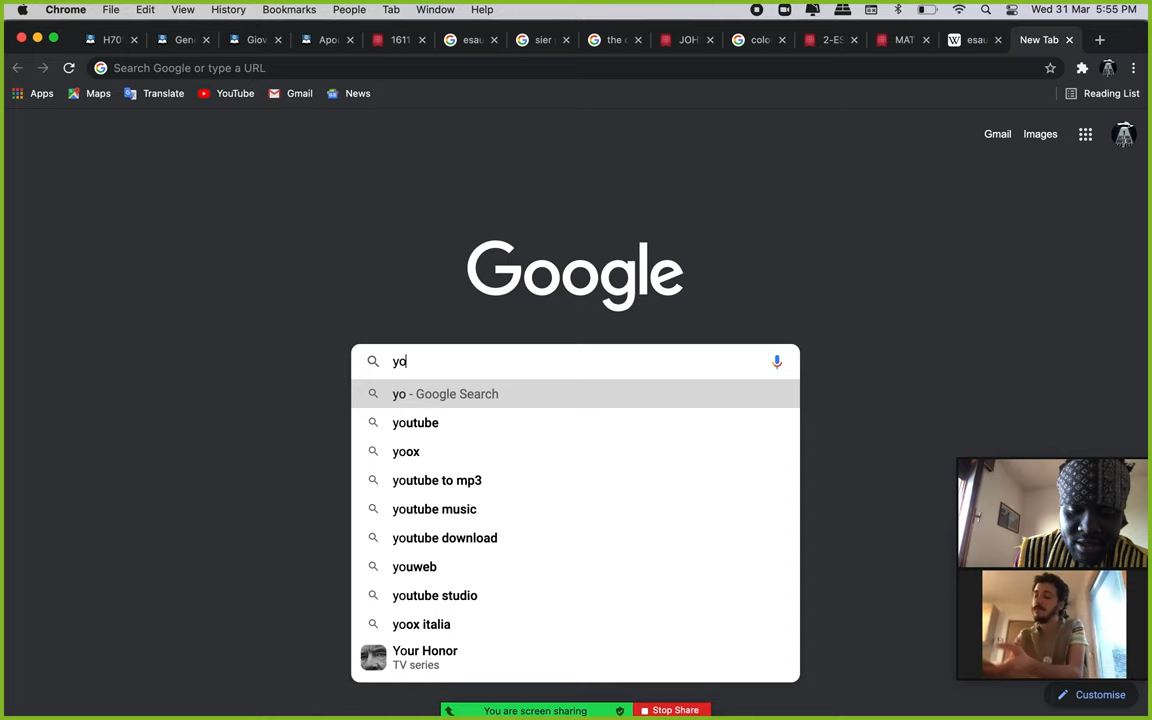 Chrome File Edit View History Bookmarks People Tab Window Help Wed 31 Mar 5:55 PM
H70 Gen Giov Apoc 1611 esau sier the c JOH colo 2-ES MAT esau New Tab
Search Google or type a URL
Apps Maps Translate YouTube Gmail News Reading List
Gmail Images
Google
yo
yo - Google Search
youtube
yoox
youtube to mp3
youtube music
youtube download
youweb
youtube studio
yoox italia
Your Honor
TV series
Customise
You are screen sharing Stop Share